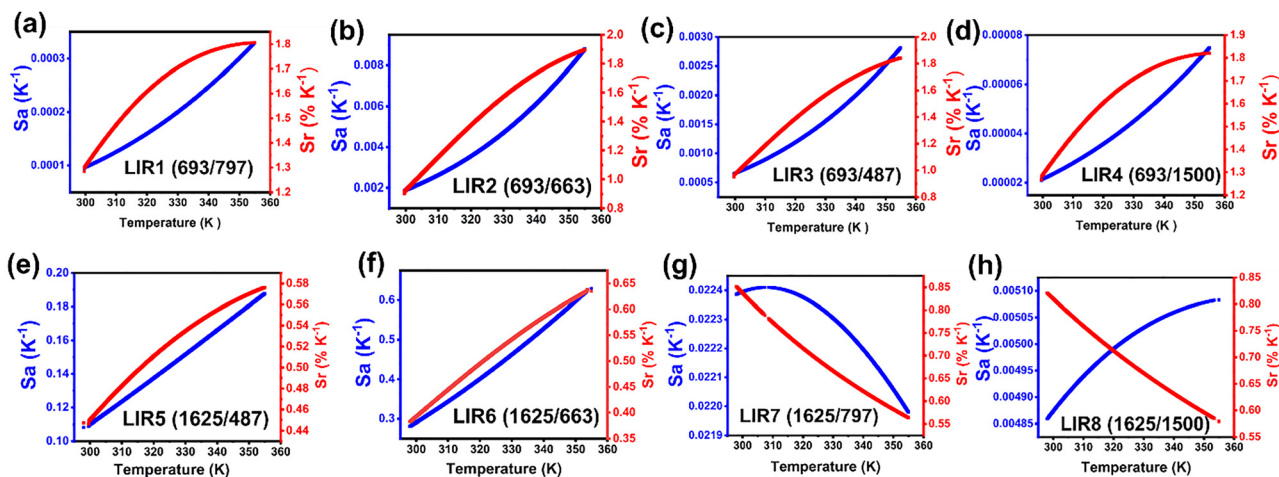 (a)
Sa (K-1)
0.0003
0.0002
0.0001
1.8
1.7
1.6
1.5
1.4
1.3
1.2
Sr (% K-1)
LIR1 (693/797)
300 310 320 330 340 350 360
Temperature (K )
(b)
Sa (K-1)
0.008
0.006
0.004
0.002
2.0
1.8
1.6
1.4
1.2
1.0
0.8
Sr (% K-1)
LIR2 (693/663)
300 310 320 330 340 350 360
Temperature (K)
(c)
Sa (K-1)
0.0030
0.0025
0.0020
0.0015
0.0010
0.0005
2.0
1.8
1.6
1.4
1.2
1.0
0.8
Sr (% K-1)
LIR3 (693/487)
300 310 320 330 340 350 360
Temperature (K)
(d)
Sa (K-1)
0.00008
0.00006
0.00004
0.00002
1.9
1.8
1.7
1.6
1.5
1.4
1.3
1.2
Sr (% K-1)
LIR4 (693/1500)
300 310 320 330 340 350 360
Temperature (K)
(e)
Sa (K-1)
0.20
0.18
0.16
0.14
0.12
0.10
0.58
0.56
0.54
0.52
0.50
0.48
0.46
0.44
Sr (% K-1)
LIR5 (1625/487)
300 310 320 330 340 350 360
Temperature (K)
(f)
Sa (K-1)
0.6
0.5
0.4
0.3
0.65
0.60
0.55
0.50
0.45
0.40
0.35
Sr (% K-1)
LIR6 (1625/663)
300 310 320 330 340 350 360
Temperature (K)
(g)
Sa (K-1)
0.0224
0.0223
0.0222
0.0221
0.0220
0.0219
0.85
0.80
0.75
0.70
0.65
0.60
0.55
Sr (% K-1)
LIR7 (1625/797)
300 310 320 330 340 350 360
Temperature (K)
(h)
Sa (K-1)
0.00510
0.00505
0.00500
0.00495
0.00490
0.00485
0.85
0.80
0.75
0.70
0.65
0.60
0.55
Sr (% K-1)
LIR8 (1625/1500)
300 310 320 330 340 350 360
Temperature (K)